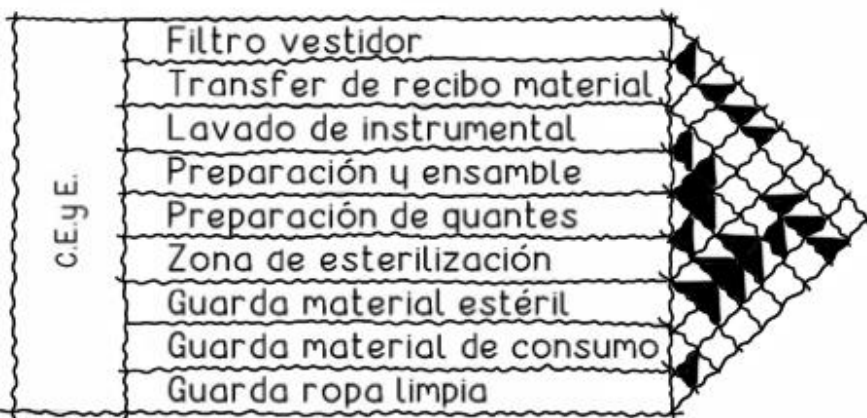 C.E.y E.
Filtro vestidor
Transfer de recibo material
Lavado de instrumental
Preparación y ensamble
Preparación de guantes
Zona de esterilización
Guarda material estéril
Guarda material de consumo
Guarda ropa limpia